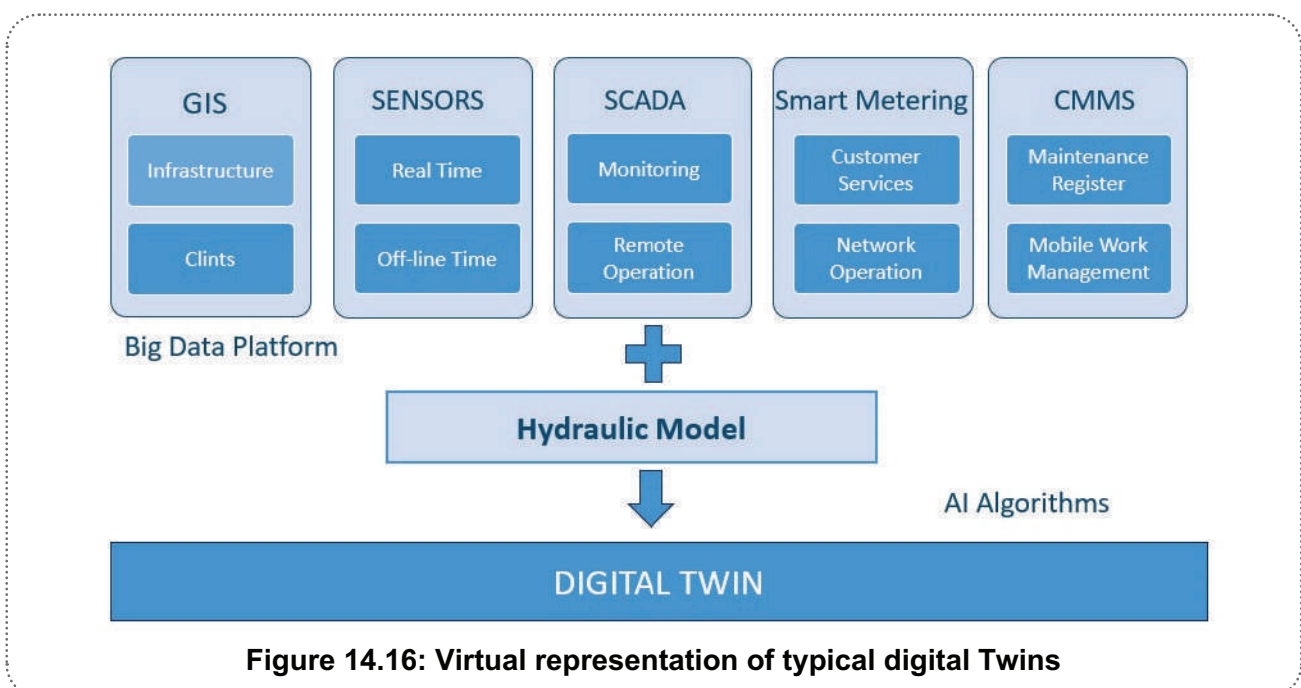 GIS
Infrastructure
Clints
SENSORS
Real Time
Off-line Time
SCADA
Monitoring
Remote
Operation
Smart Metering
Customer
Services
Network
Operation
CMMS
Maintenance
Register
Mobile Work
Management
Big Data Platform
Hydraulic Model
AI Algorithms
DIGITAL TWIN
Figure 14.16: Virtual representation of typical digital Twins